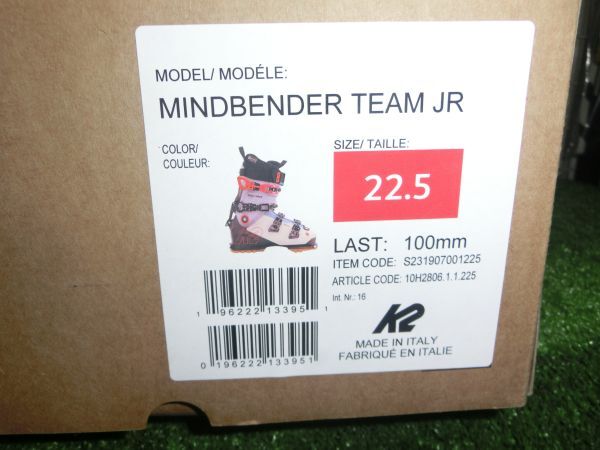 MODEL/ MODÉLE:
MINDBENDER TEAM JR
COLOR/
COULEUR:
SIZE/ TAILLE:
22.5
LAST: 100mm
ITEM CODE: S231907001225
ARTICLE CODE: 10H2806.1.1.225
Int. Nr.: 16
1 96222 13395 1
0 196222 133951
K2
MADE IN ITALY
FABRIQUÉ EN ITALIE